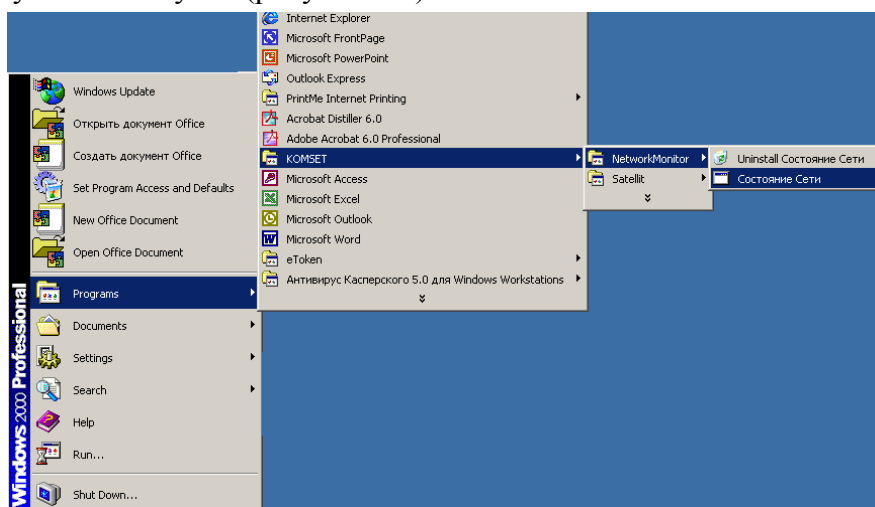 Internet Explorer
Microsoft FrontPage
Microsoft PowerPoint
Outlook Express
PrintMe Internet Printing
Acrobat Distiller 6.0
Adobe Acrobat 6.0 Professional
KOMSET
Microsoft Access
Microsoft Excel
Microsoft Outlook
Microsoft Word
eToken
Антивирус Касперского 5.0 для Windows Workstations
NetworkMonitor
Satellit
Uninstall Состояние Сети
Состояние Сети
Windows Update
Открыть документ Office
Создать документ Office
Set Program Access and Defaults
New Office Document
Open Office Document
Programs
Documents
Settings
Search
Help
Run...
Shut Down...
Windows 2000 Professional